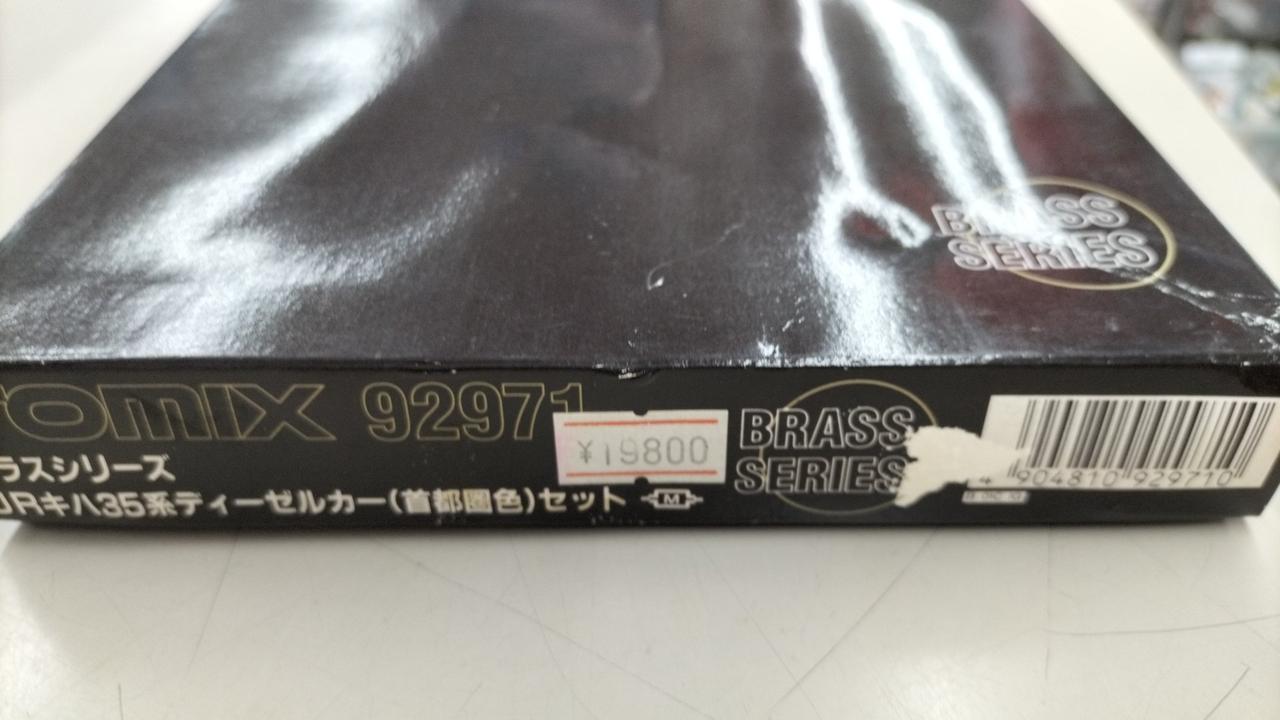 BRASS
SERIES
TOMIX 92971
¥19800
BRASS
SERIES
4 904810 929710
ラスシリーズ
JRキハ35系ディーゼルカー(首都圏色)セット
M